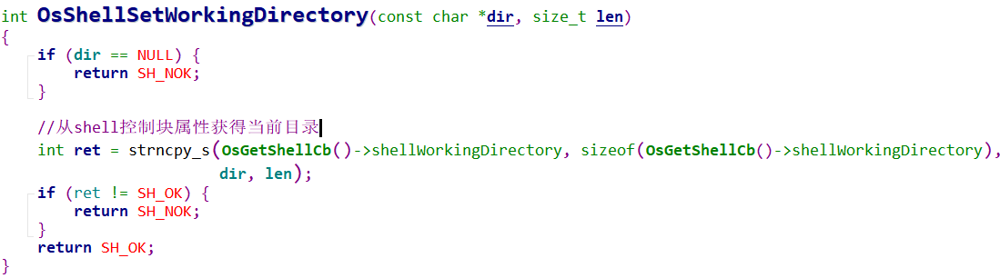 int OsShellSetWorkingDirectory(const char *dir, size_t len)
{
    if (dir == NULL) {
        return SH_NOK;
    }
    //从shell控制块属性获得当前目录
    int ret = strncpy_s(OsGetShellCb()->shellWorkingDirectory, sizeof(OsGetShellCb()->shellWorkingDirectory),
                        dir, len);
    if (ret != SH_OK) {
        return SH_NOK;
    }
    return SH_OK;
}